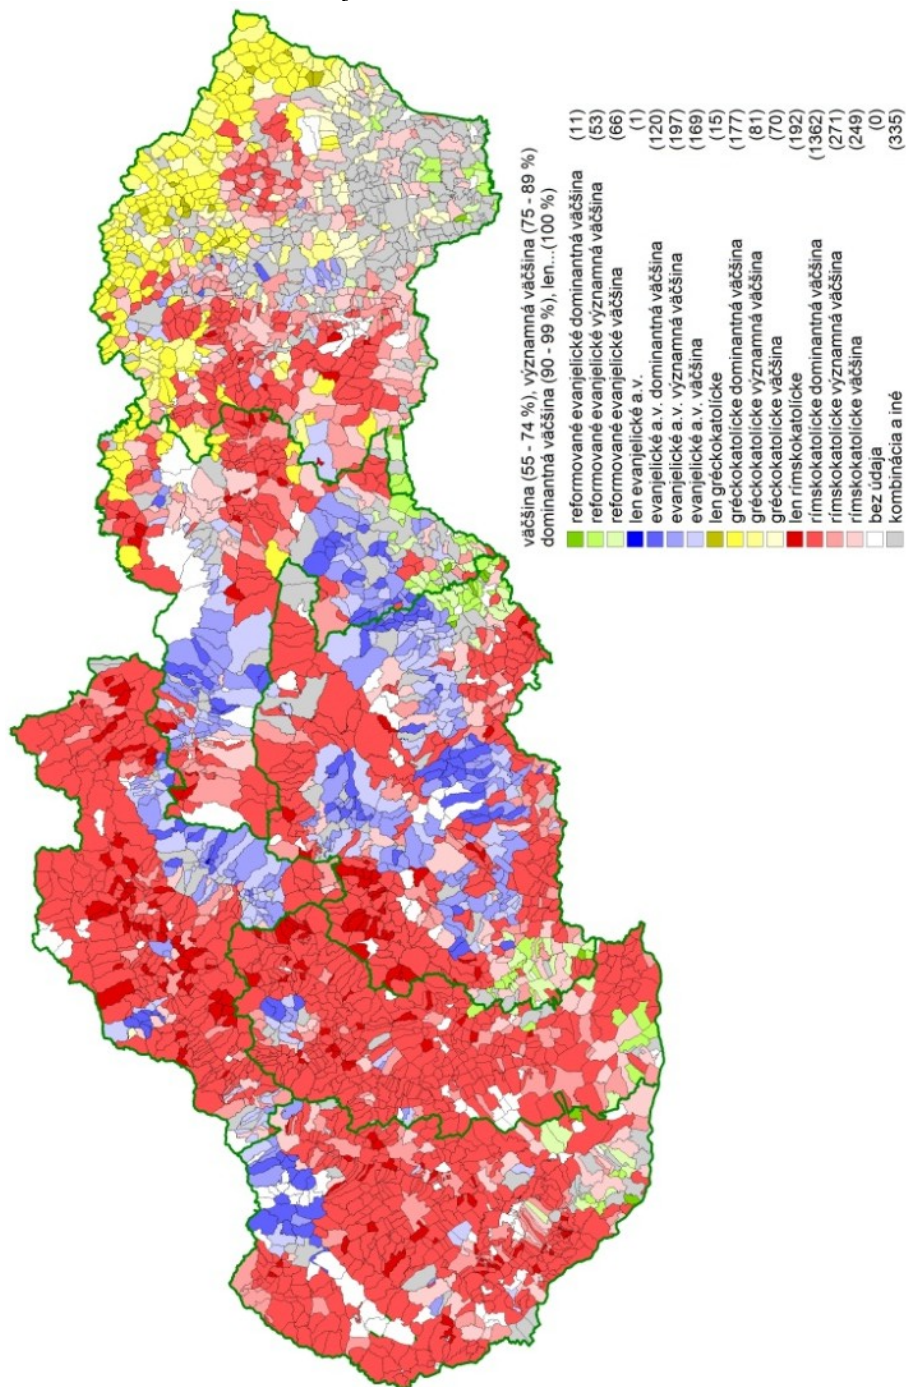 väčšina (55 - 74 %), významná väčšina (75 - 89 %)
dominantná väčšina (90 - 99 %), len...(100 %)
reformované evanjelické dominantná väčšina (11)
reformované evanjelické významná väčšina (53)
reformované evanjelické väčšina (66)
len evanjelické a.v. (1)
evanjelické a.v. dominantná väčšina (120)
evanjelické a.v. významná väčšina (197)
evanjelické a.v. väčšina (169)
len gréckokatolícke (15)
gréckokatolícke dominantná väčšina (177)
gréckokatolícke významná väčšina (81)
gréckokatolícke väčšina (70)
len rímskokatolícke (192)
rímskokatolícke dominantná väčšina (1362)
rímskokatolícke významná väčšina (271)
rímskokatolícke väčšina (249)
bez údaja (0)
kombinácia a iné (335)